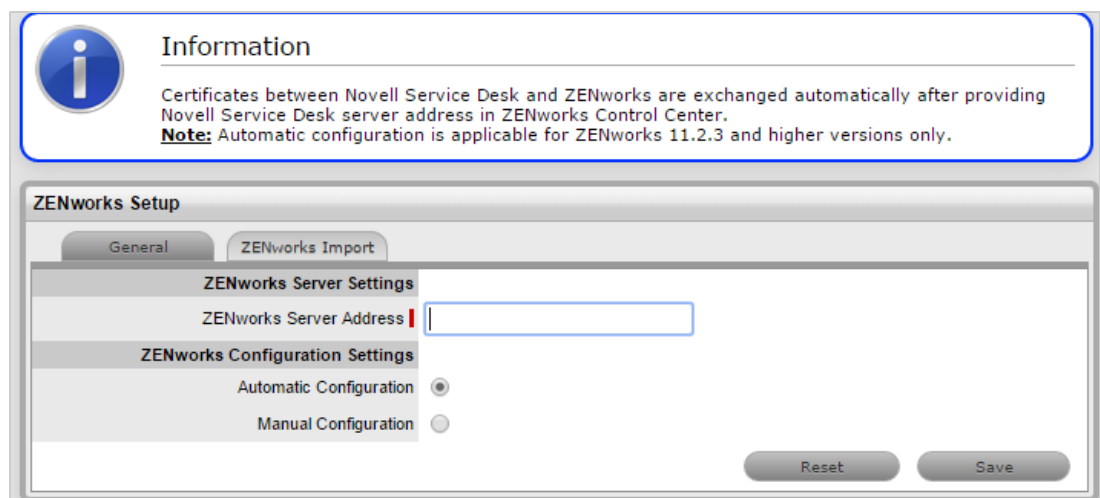 Information
Certificates between Novell Service Desk and ZENworks are exchanged automatically after providing
Novell Service Desk server address in ZENworks Control Center.
Note: Automatic configuration is applicable for ZENworks 11.2.3 and higher versions only.
ZENworks Setup
General ZENworks Import
ZENworks Server Settings
ZENworks Server Address
ZENworks Configuration Settings
Automatic Configuration
Manual Configuration
Reset Save